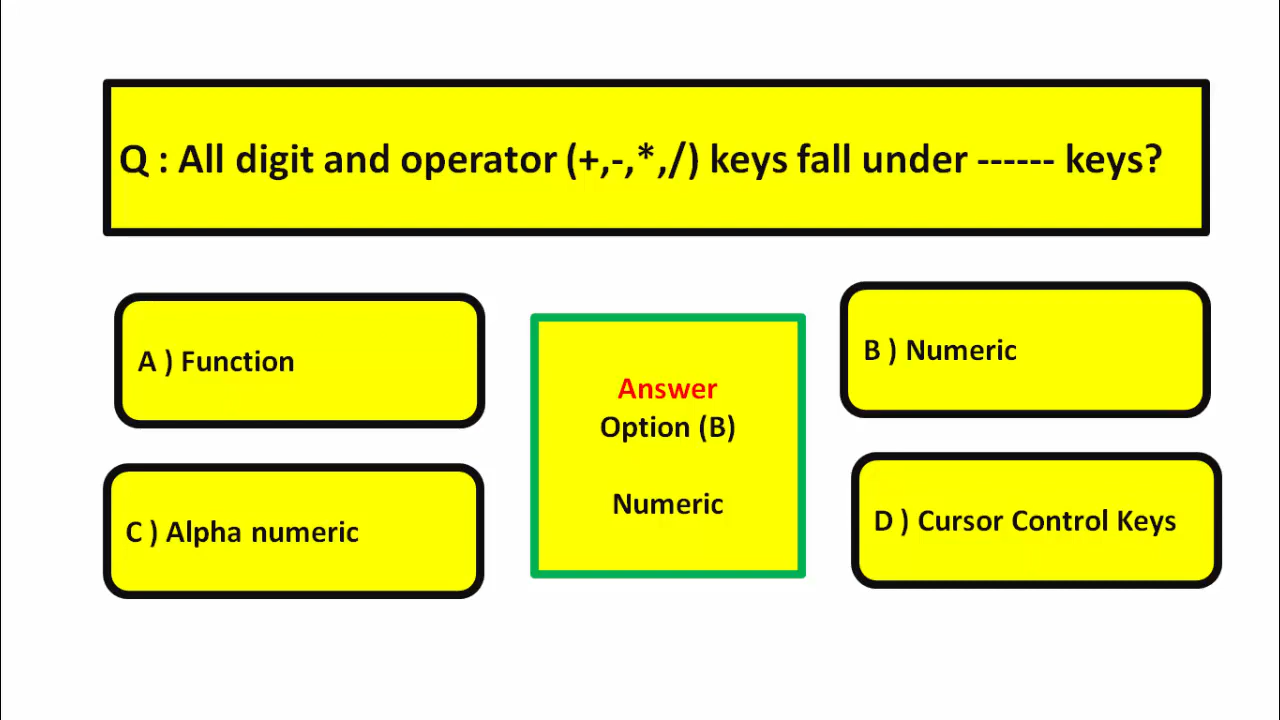 Q : All digit and operator (+,-,*,/) keys fall under ------ keys?
A ) Function
B ) Numeric
Answer
Option (B)
Numeric
C ) Alpha numeric
D ) Cursor Control Keys